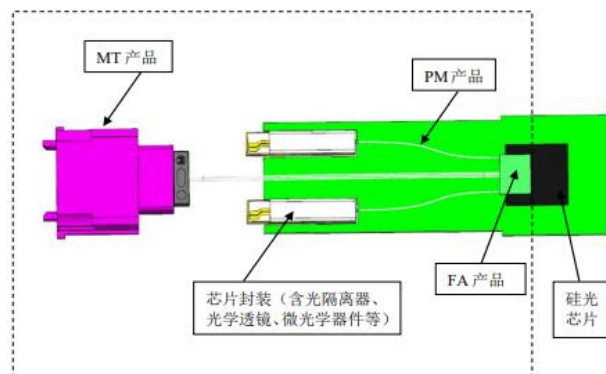 MT 产品
PM 产品
FA 产品
芯片封装（含光隔离器、
光学透镜、微光学器件等）
硅光
芯片